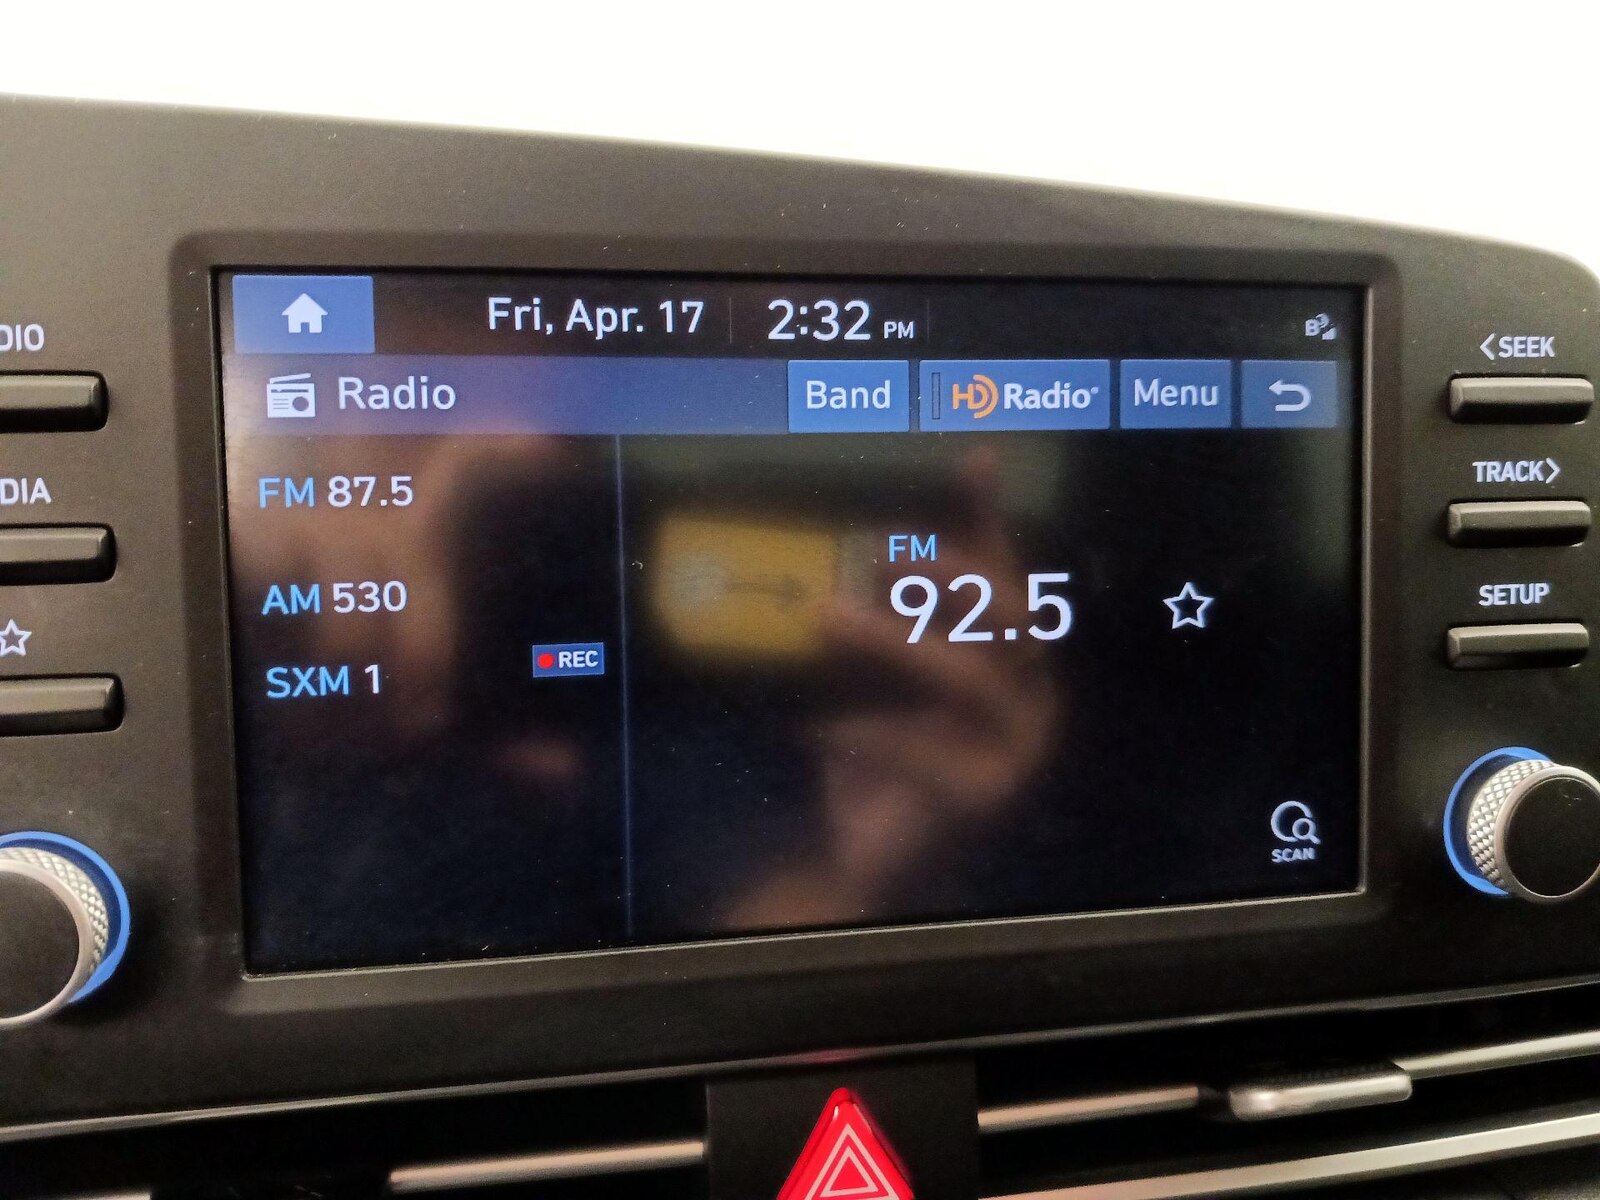 Fri, Apr. 17 2:32 PM
Radio Band HD Radio® Menu
FM 87.5
AM 530
SXM 1 REC
FM
92.5
SCAN
DIO
DIA
<SEEK
TRACK>
SETUP